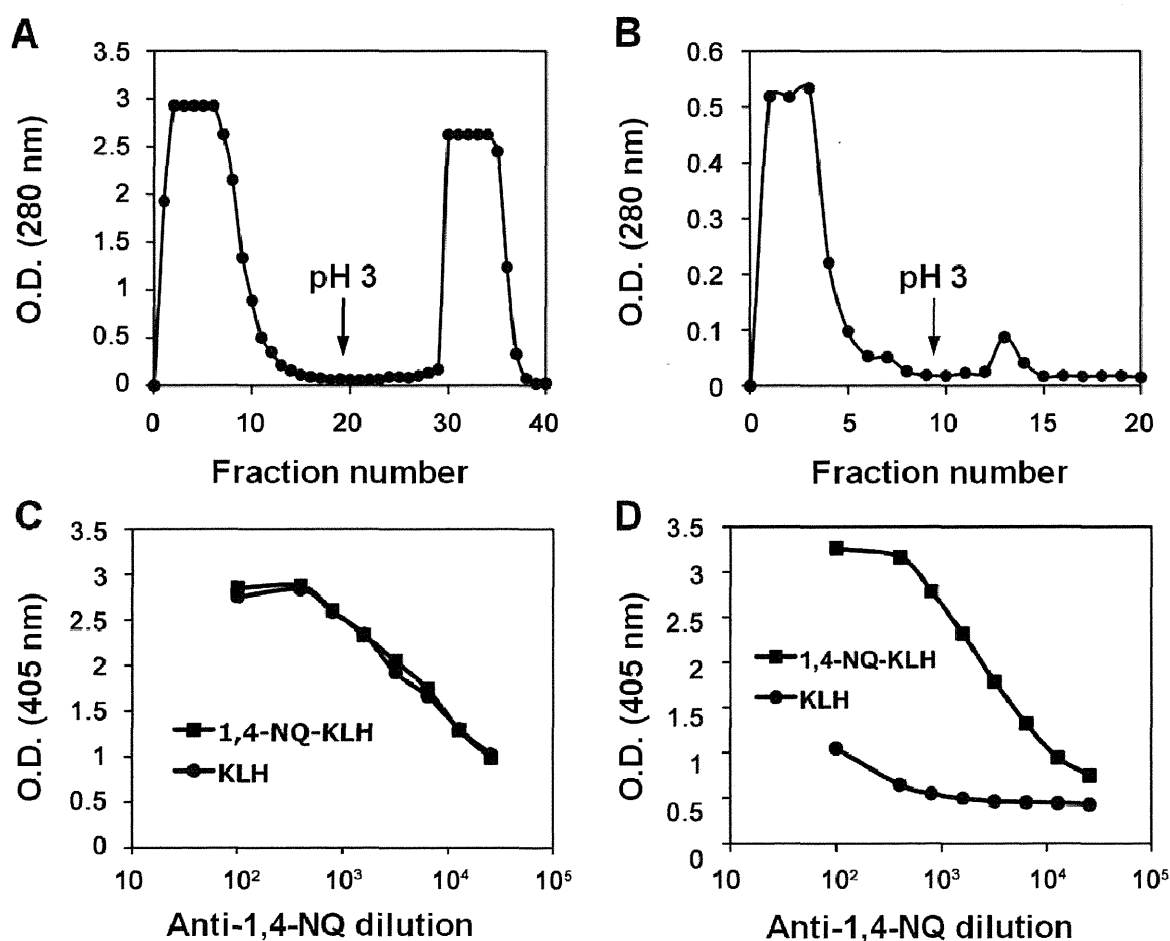 A
3.5
3
2.5
2
1.5
1
0.5
0
O.D. (280 nm)
pH 3
0 10 20 30 40
Fraction number
B
0.6
0.5
0.4
0.3
0.2
0.1
0
O.D. (280 nm)
pH 3
0 5 10 15 20
Fraction number
C
3.5
3
2.5
2
1.5
1
0.5
0
O.D. (405 nm)
1,4-NQ-KLH
KLH
10 10² 10³ 10⁴ 10⁵
Anti-1,4-NQ dilution
D
3.5
3
2.5
2
1.5
1
0.5
0
O.D. (405 nm)
1,4-NQ-KLH
KLH
10 10² 10³ 10⁴ 10⁵
Anti-1,4-NQ dilution